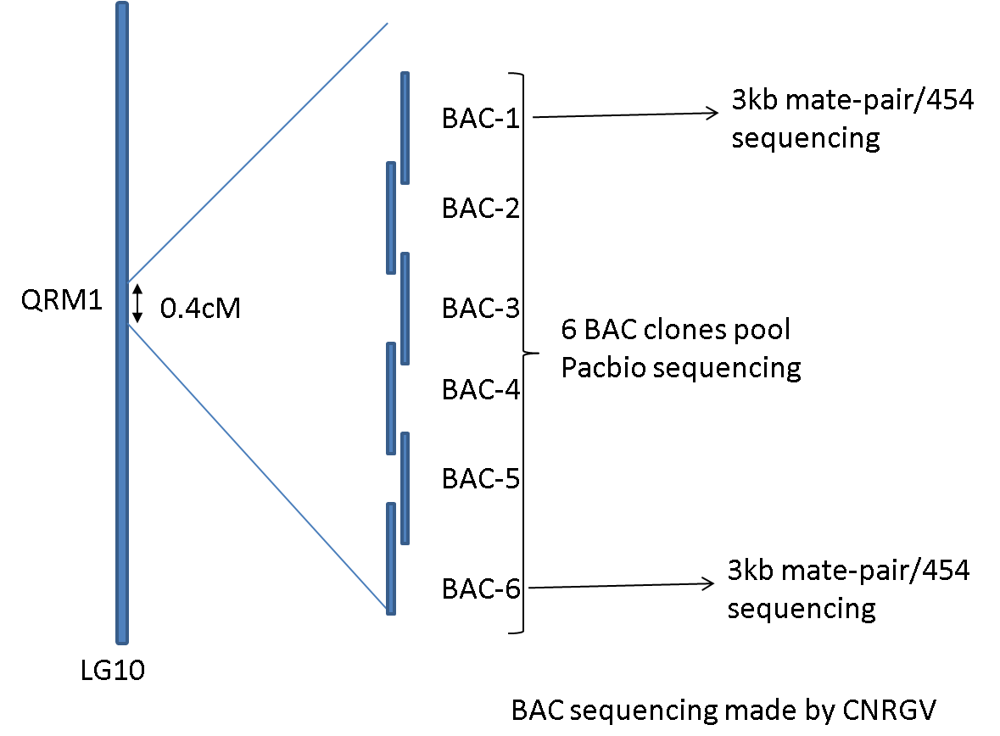 BAC-1
3kb mate-pair/454
sequencing
BAC-2
QRM1
0.4cM
BAC-3
6 BAC clones pool
Pacbio sequencing
BAC-4
BAC-5
BAC-6
3kb mate-pair/454
sequencing
LG10
BAC sequencing made by CNRGV